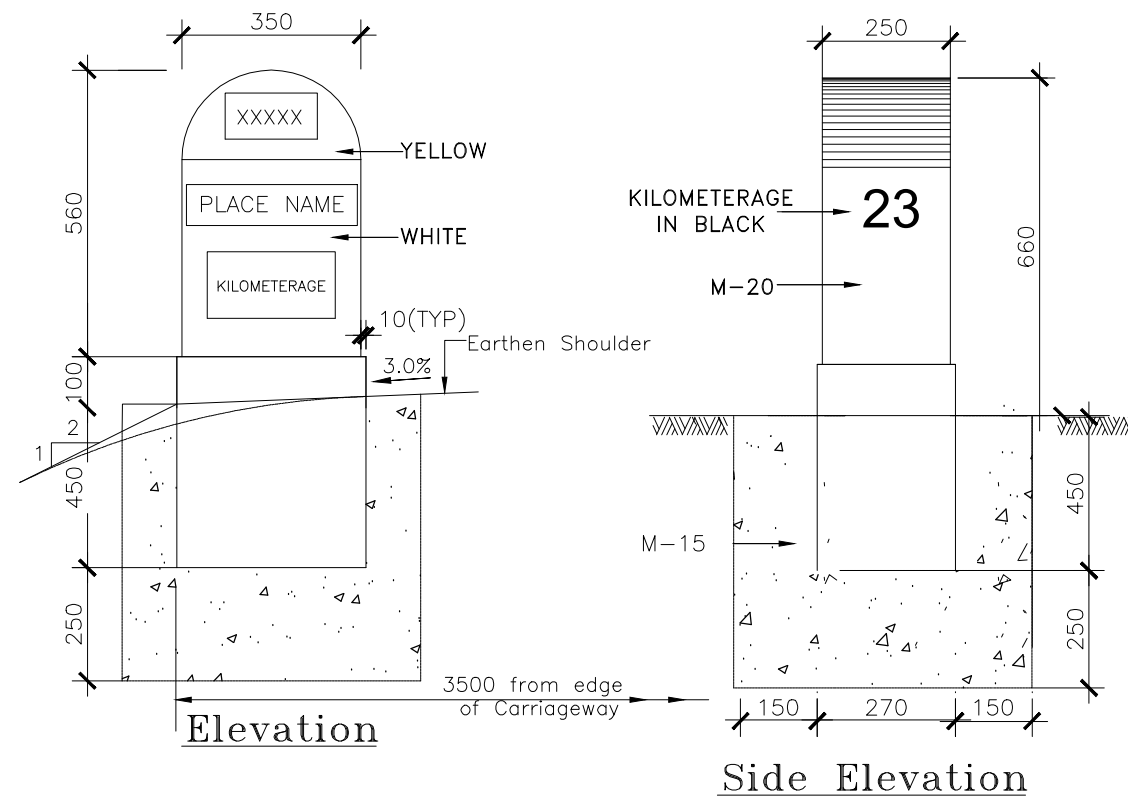 350
250
XXXXX
YELLOW
560
PLACE NAME
WHITE
KILOMETERAGE
KILOMETERAGE
IN BLACK
23
660
M-20
10(TYP)
Earthen Shoulder
3.0%
100
2
1
450
450
M-15
250
250
3500 from edge
of Carriageway
150
270
150
Elevation
Side Elevation